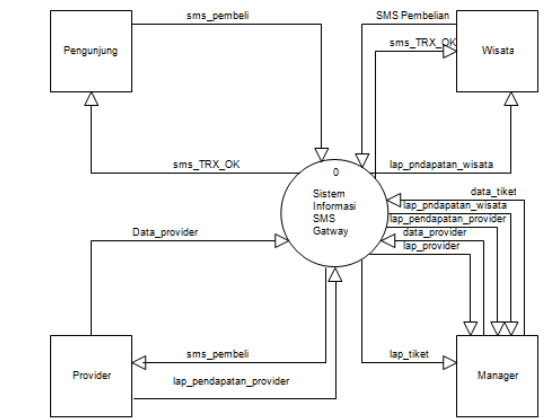 sms_pembeli
SMS Pembelian
sms_TRX_OK
Pengunjung
Wisata
sms_TRX_OK
0
lap_pndapatan_wisata
Sistem
Informasi
SMS
Gatway
data_tiket
lap_pndapatan_wisata
lap_pendapatan_provider
Data_provider
data_provider
lap_provider
sms_pembeli
lap_tiket
Provider
lap_pendapatan_provider
Manager